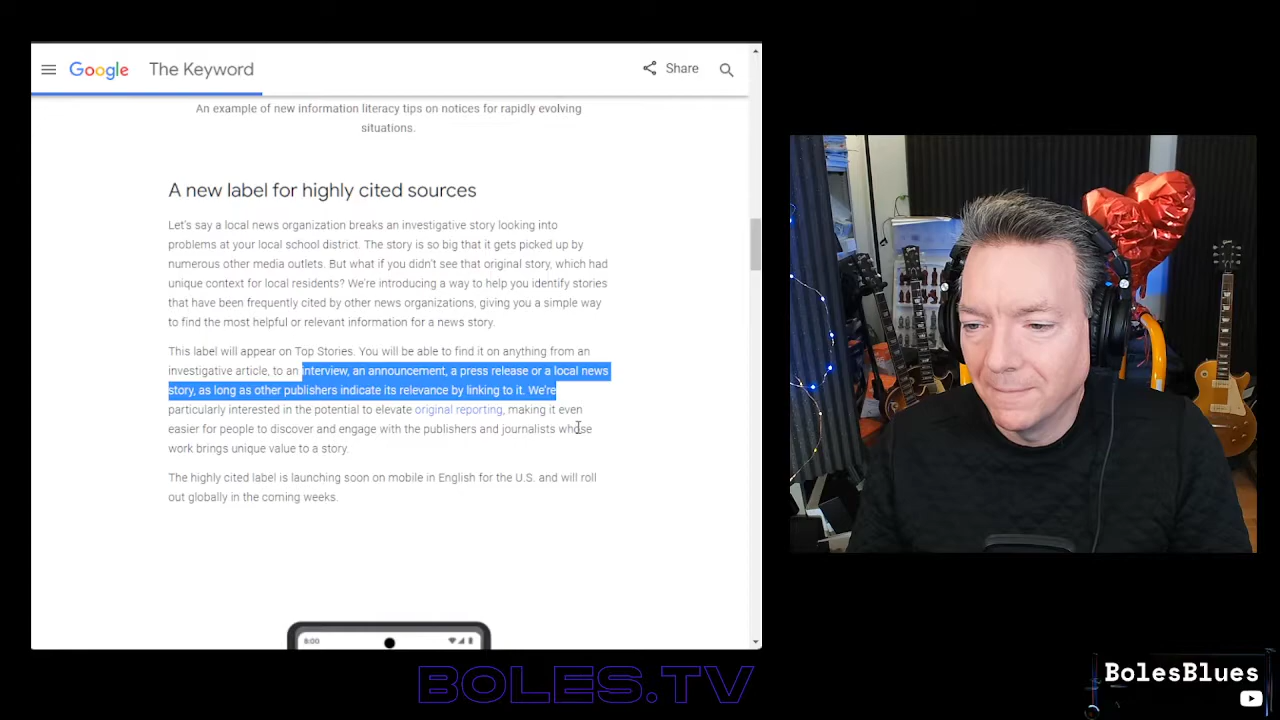 Google The Keyword Share
An example of new information literacy tips on notices for rapidly evolving
situations.
A new label for highly cited sources
Let's say a local news organization breaks an investigative story looking into
problems at your local school district. The story is so big that it gets picked up by
numerous other media outlets. But what if you didn't see that original story, which had
unique context for local residents? We're introducing a way to help you identify stories
that have been frequently cited by other news organizations, giving you a simple way
to find the most helpful or relevant information for a news story.
This label will appear on Top Stories. You will be able to find it on anything from an
investigative article, to an interview, an announcement, a press release or a local news
story, as long as other publishers indicate its relevance by linking to it. We're
particularly interested in the potential to elevate original reporting, making it even
easier for people to discover and engage with the publishers and journalists whose
work brings unique value to a story.
The highly cited label is launching soon on mobile in English for the U.S. and will roll
out globally in the coming weeks.
8:00
BOLES.TV
BolesBlues